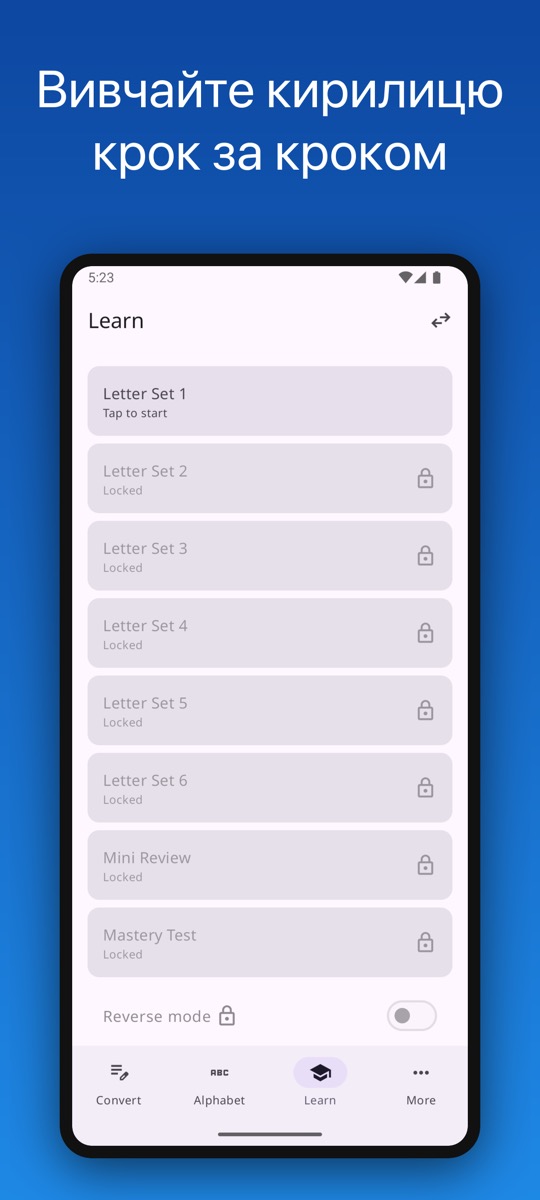 Вивчайте кирилицю
крок за кроком
5:23
Learn
Letter Set 1
Tap to start
Letter Set 2
Locked
Letter Set 3
Locked
Letter Set 4
Locked
Letter Set 5
Locked
Letter Set 6
Locked
Mini Review
Locked
Mastery Test
Locked
Reverse mode
ABC
Convert Alphabet Learn More